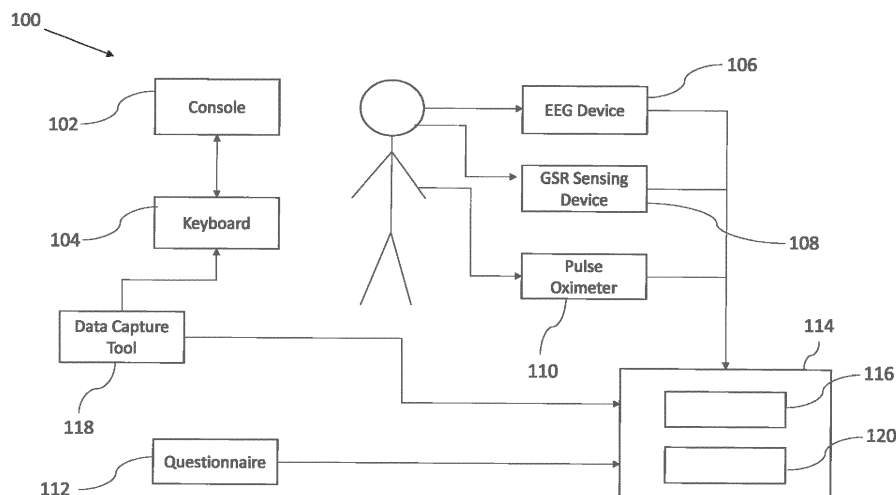 100
Console
102
106
EEG Device
GSR Sensing
Device
108
Keyboard
104
Pulse
Oximeter
110
Data Capture
Tool
118
114
116
120
Questionnaire
112